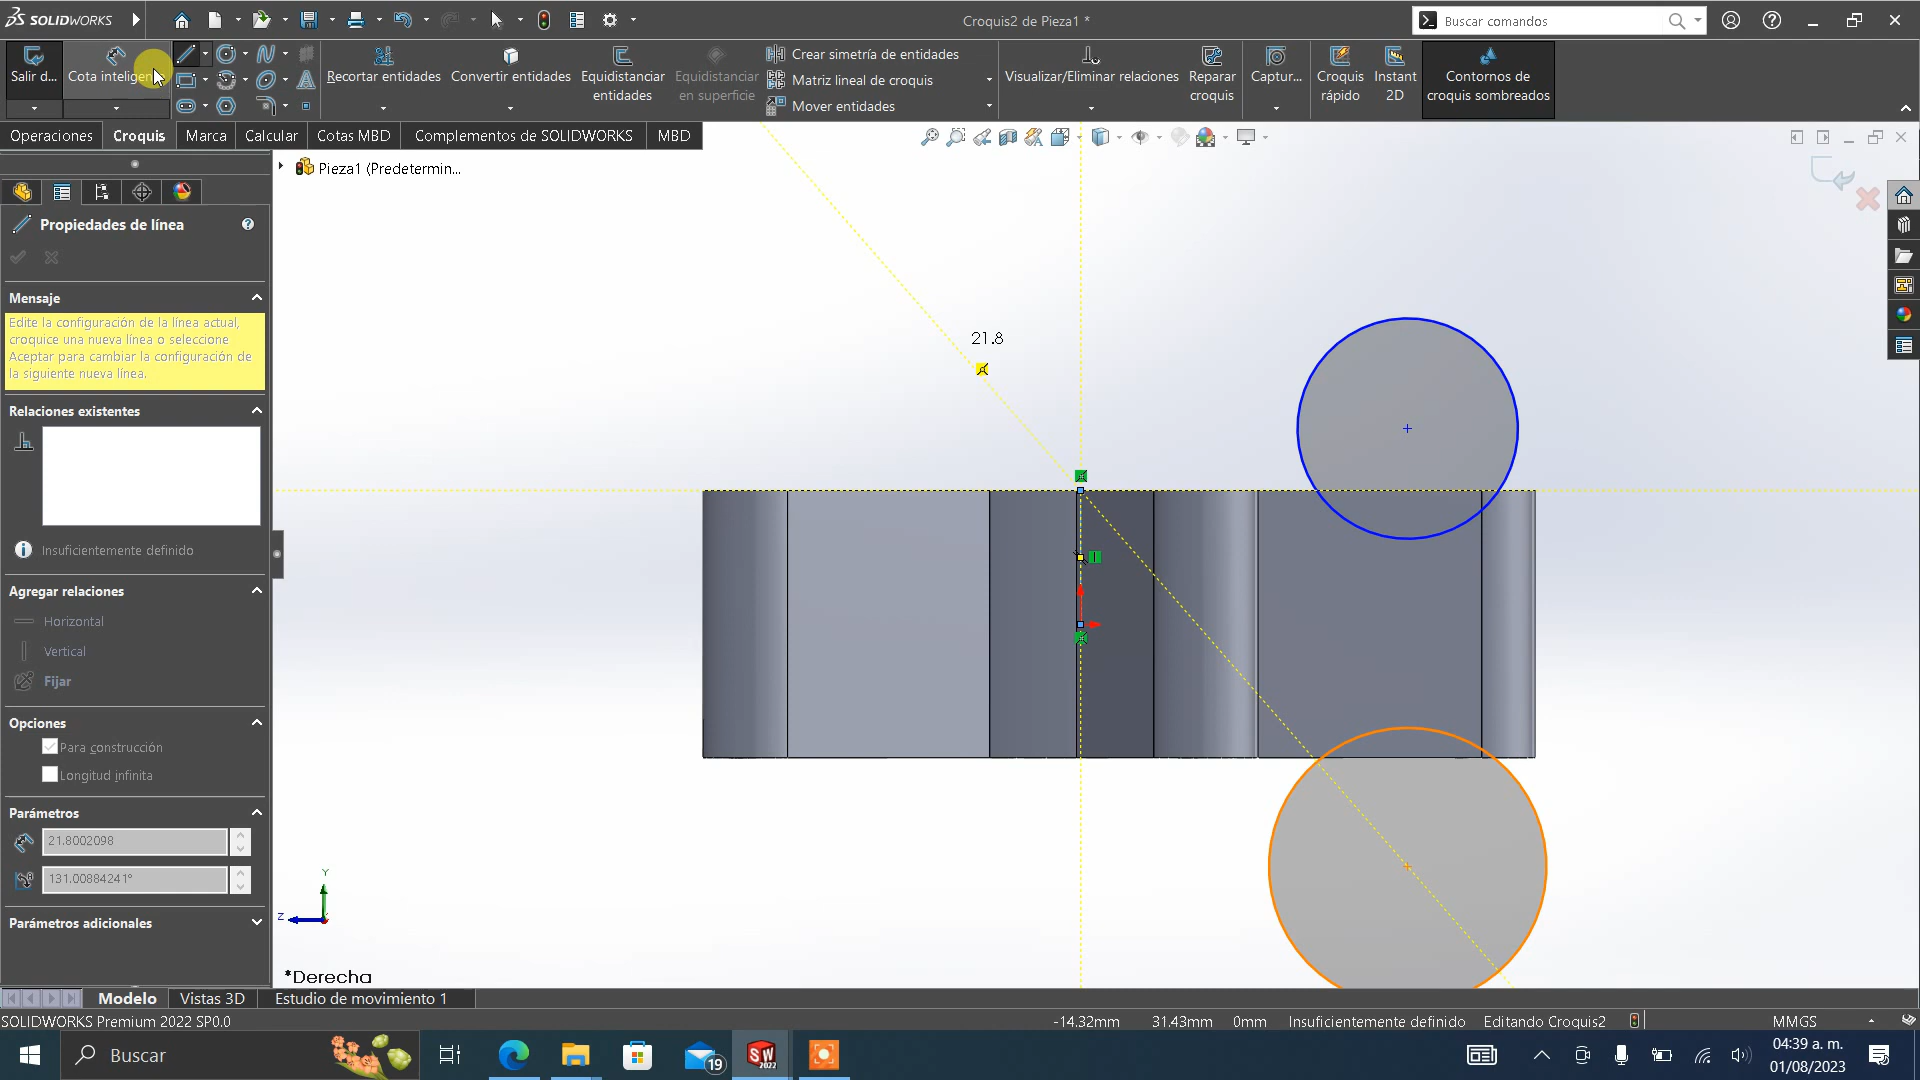 SOLIDWORKS
Croquis2 de Pieza1 *
Buscar comandos
Salir d...
Cota inteligen
Recortar entidades
Convertir entidades
Equidistanciar
entidades
Equidistanciar
en superficie
Crear simetría de entidades
Matriz lineal de croquis
Mover entidades
Visualizar/Eliminar relaciones
Reparar
croquis
Captur...
Croquis
rápido
Instant
2D
Contornos de
croquis sombreados
Operaciones
Croquis
Marca
Calcular
Cotas MBD
Complementos de SOLIDWORKS
MBD
Pieza1 (Predetermin...
Propiedades de línea
Mensaje
Edite la configuración de la línea actual,
croquice una nueva línea o seleccione
Aceptar para cambiar la configuración de
la siguiente nueva línea.
Relaciones existentes
Insuficientemente definido
Agregar relaciones
Horizontal
Vertical
Fijar
Opciones
Para construcción
Longitud infinita
Parámetros
21.8002098
131.00884241°
Parámetros adicionales
21.8
Y
Z
*Derecha
Modelo
Vistas 3D
Estudio de movimiento 1
SOLIDWORKS Premium 2022 SP0.0
-14.32mm
31.43mm
0mm
Insuficientemente definido
Editando Croquis2
MMGS
Buscar
19
SW
2022
04:39 a. m.
01/08/2023